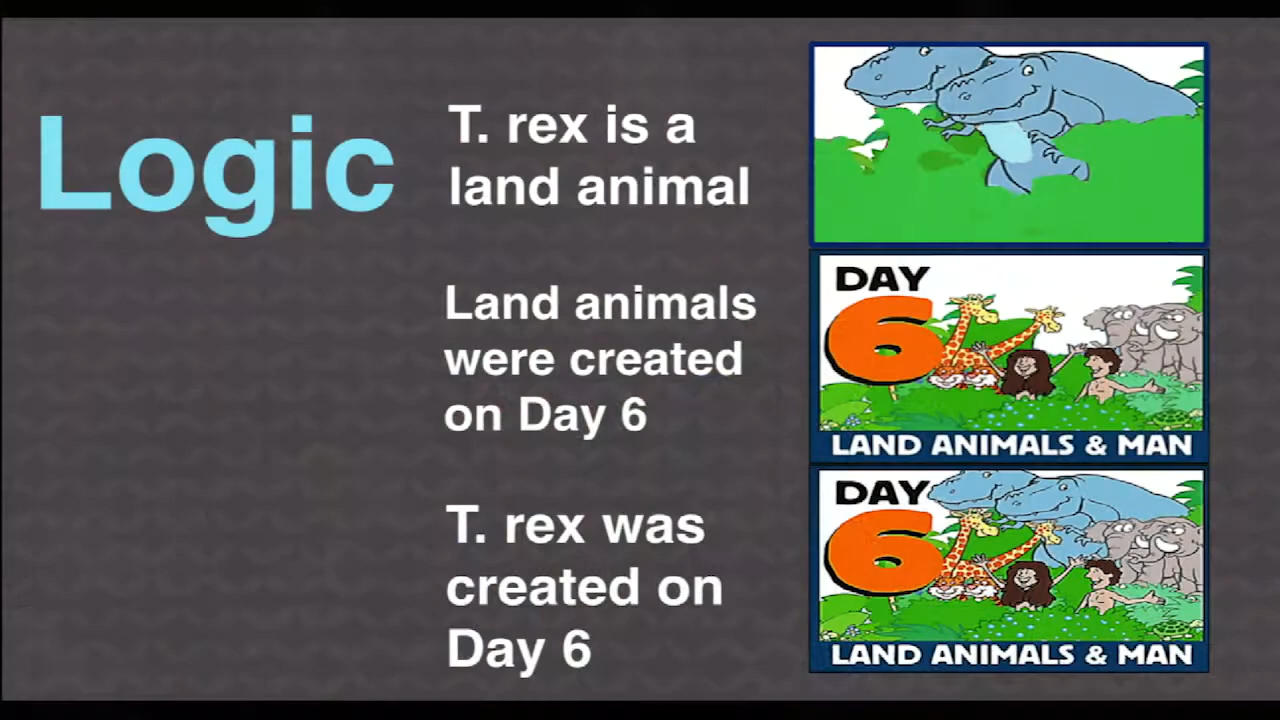 Logic
T. rex is a
land animal
Land animals
were created
on Day 6
T. rex was
created on
Day 6
DAY
6
LAND ANIMALS & MAN
DAY
6
LAND ANIMALS & MAN